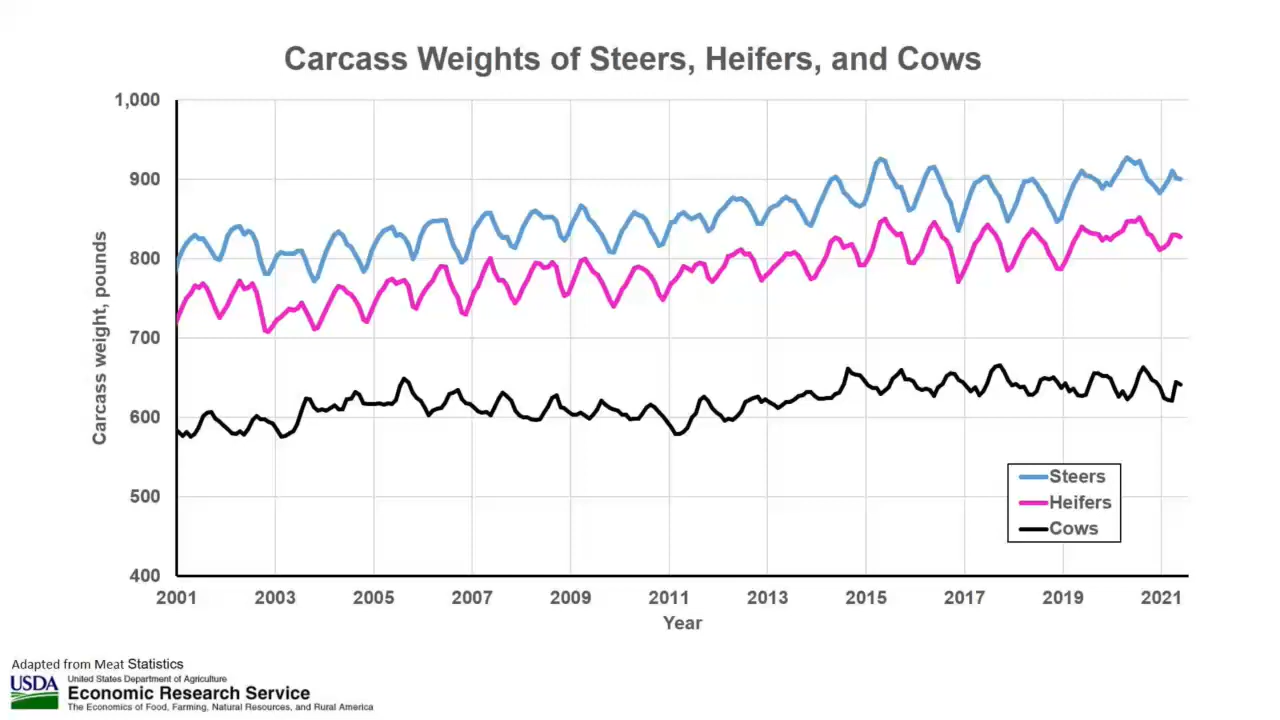 Carcass Weights of Steers, Heifers, and Cows
1,000
900
800
700
600
500
400
Carcass weight, pounds
2001 2003 2005 2007 2009 2011 2013 2015 2017 2019 2021
Year
Steers
Heifers
Cows
Adapted from Meat Statistics
USDA
United States Department of Agriculture
Economic Research Service
The Economics of Food, Farming, Natural Resources, and Rural America